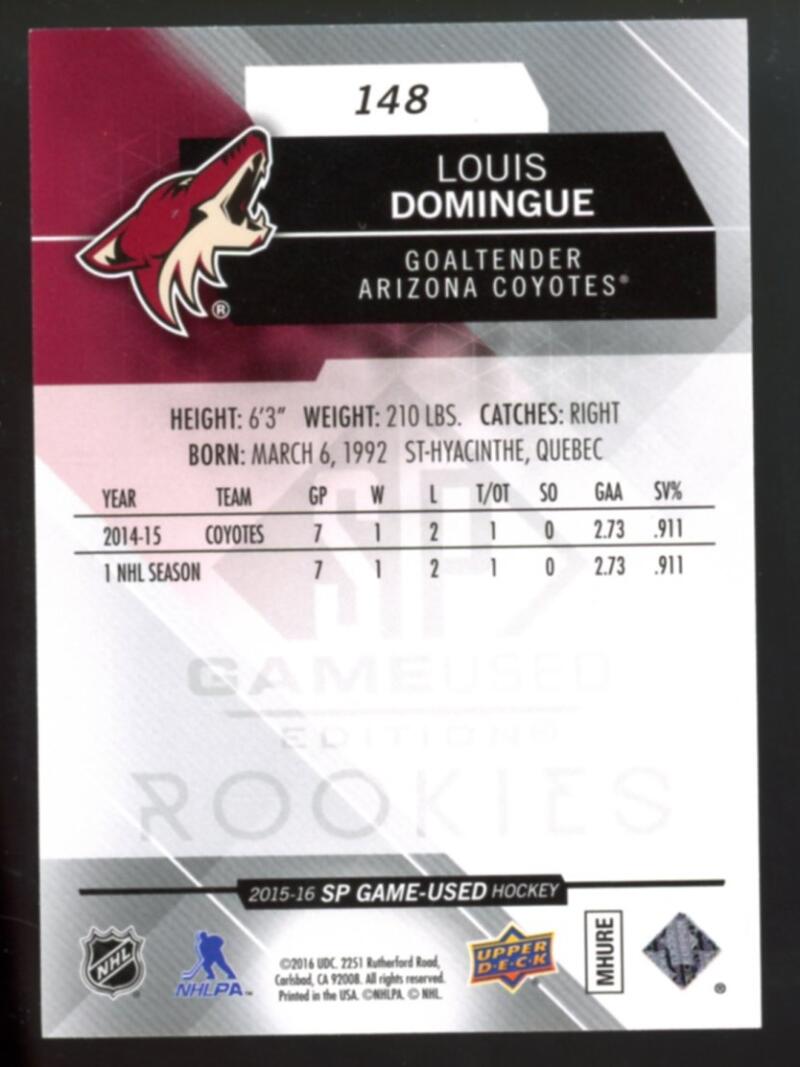 148
LOUIS
DOMINGUE
GOALTENDER
ARIZONA COYOTES®
®
HEIGHT: 6'3" WEIGHT: 210 LBS. CATCHES: RIGHT
BORN: MARCH 6, 1992 ST-HYACINTHE, QUEBEC
YEAR TEAM GP W L T/OT SO GAA SV%
2014-15 COYOTES 7 1 2 1 0 2.73 .911
1 NHL SEASON 7 1 2 1 0 2.73 .911
SP
GAMEUSED
EDITION®
ROOKIES
2015-16 SP GAME-USED HOCKEY
NHL
NHLPA™
©2016 UDC. 2251 Rutherford Road,
Carlsbad, CA 92008. All rights reserved.
Printed in the USA. ©NHLPA. © NHL.
UPPER
D·E·C·K
MHURE
®